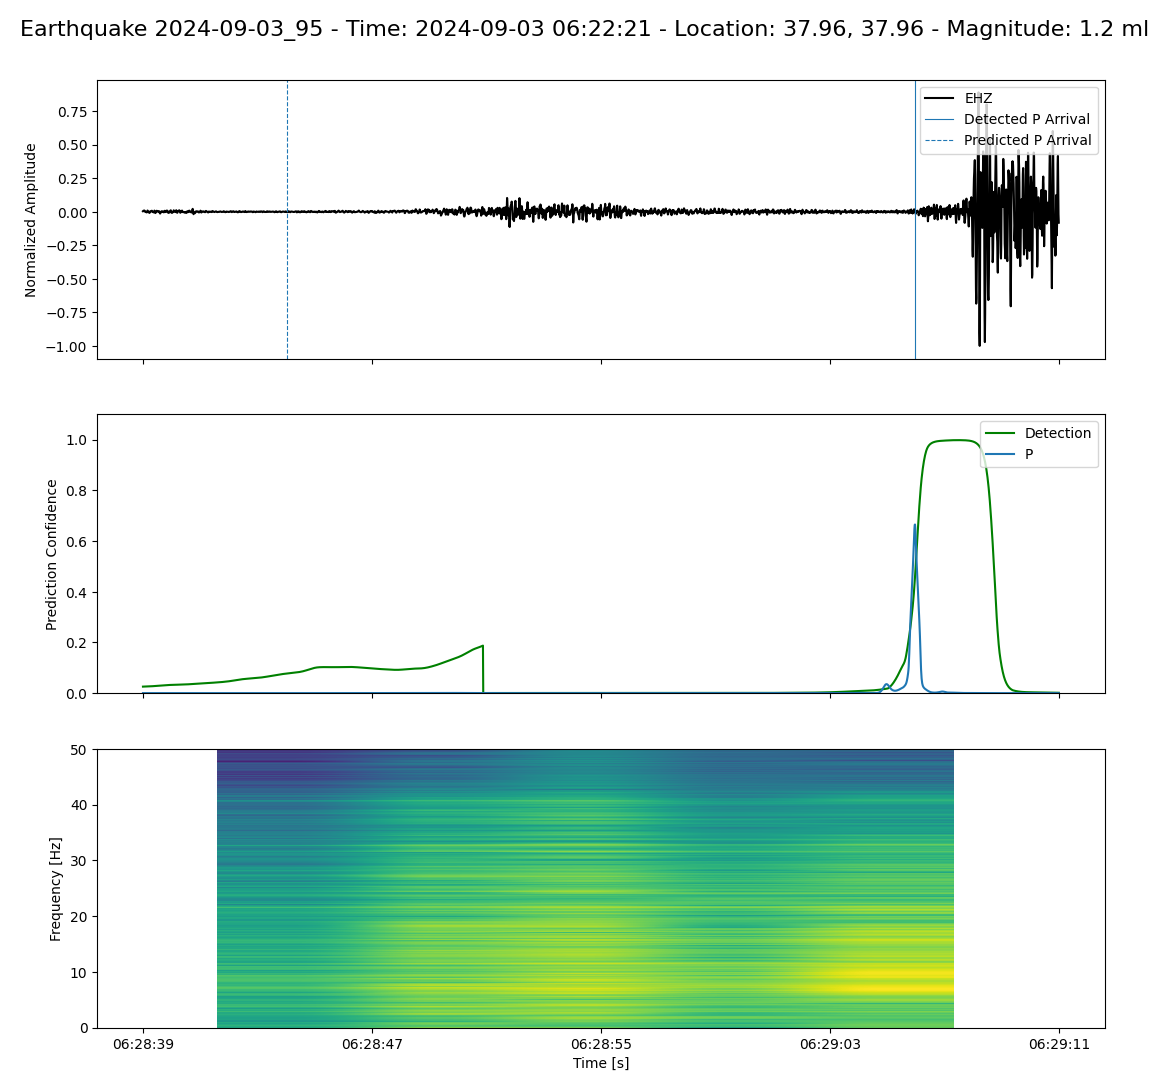 Earthquake 2024-09-03_95 - Time: 2024-09-03 06:22:21 - Location: 37.96, 37.96 - Magnitude: 1.2 ml
Normalized Amplitude
0.75
0.50
0.25
0.00
−0.25
−0.50
−0.75
−1.00
EHZ
Detected P Arrival
Predicted P Arrival
Prediction Confidence
1.0
0.8
0.6
0.4
0.2
0.0
Detection
P
Frequency [Hz]
50
40
30
20
10
0
06:28:39 06:28:47 06:28:55 06:29:03 06:29:11
Time [s]